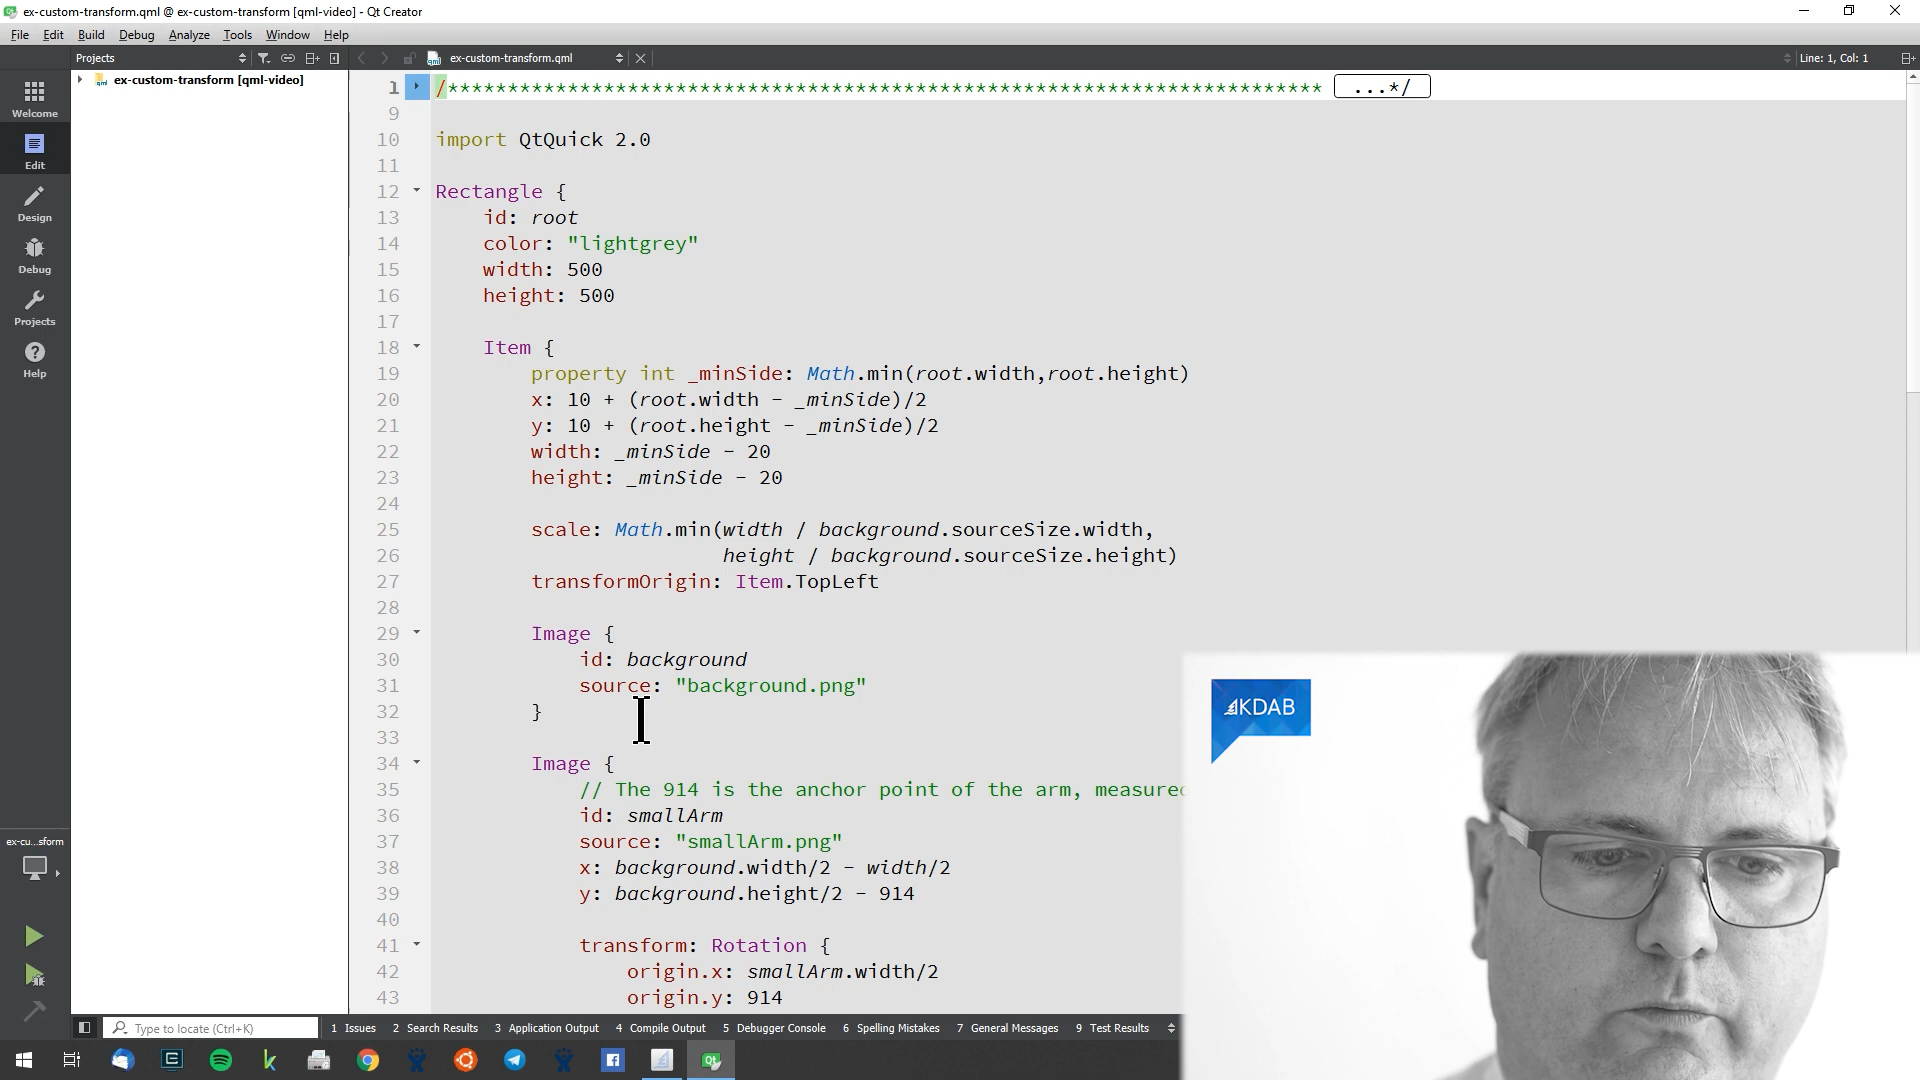 ex-custom-transform.qml @ ex-custom-transform [qml-video] - Qt Creator
File Edit Build Debug Analyze Tools Window Help
Projects ex-custom-transform.qml Line: 1, Col: 1
ex-custom-transform [qml-video]
Welcome
Edit
Design
Debug
Projects
Help
ex-cu...sform
1 /************************************************************************* ...*/
9
10 import QtQuick 2.0
11
12 Rectangle {
13 id: root
14 color: "lightgrey"
15 width: 500
16 height: 500
17
18 Item {
19 property int _minSide: Math.min(root.width,root.height)
20 x: 10 + (root.width - _minSide)/2
21 y: 10 + (root.height - _minSide)/2
22 width: _minSide - 20
23 height: _minSide - 20
24
25 scale: Math.min(width / background.sourceSize.width,
26 height / background.sourceSize.height)
27 transformOrigin: Item.TopLeft
28
29 Image {
30 id: background
31 source: "background.png"
32 }
33
34 Image {
35 // The 914 is the anchor point of the arm, measured
36 id: smallArm
37 source: "smallArm.png"
38 x: background.width/2 - width/2
39 y: background.height/2 - 914
40
41 transform: Rotation {
42 origin.x: smallArm.width/2
43 origin.y: 914
KDAB
Type to locate (Ctrl+K) 1 Issues 2 Search Results 3 Application Output 4 Compile Output 5 Debugger Console 6 Spelling Mistakes 7 General Messages 9 Test Results